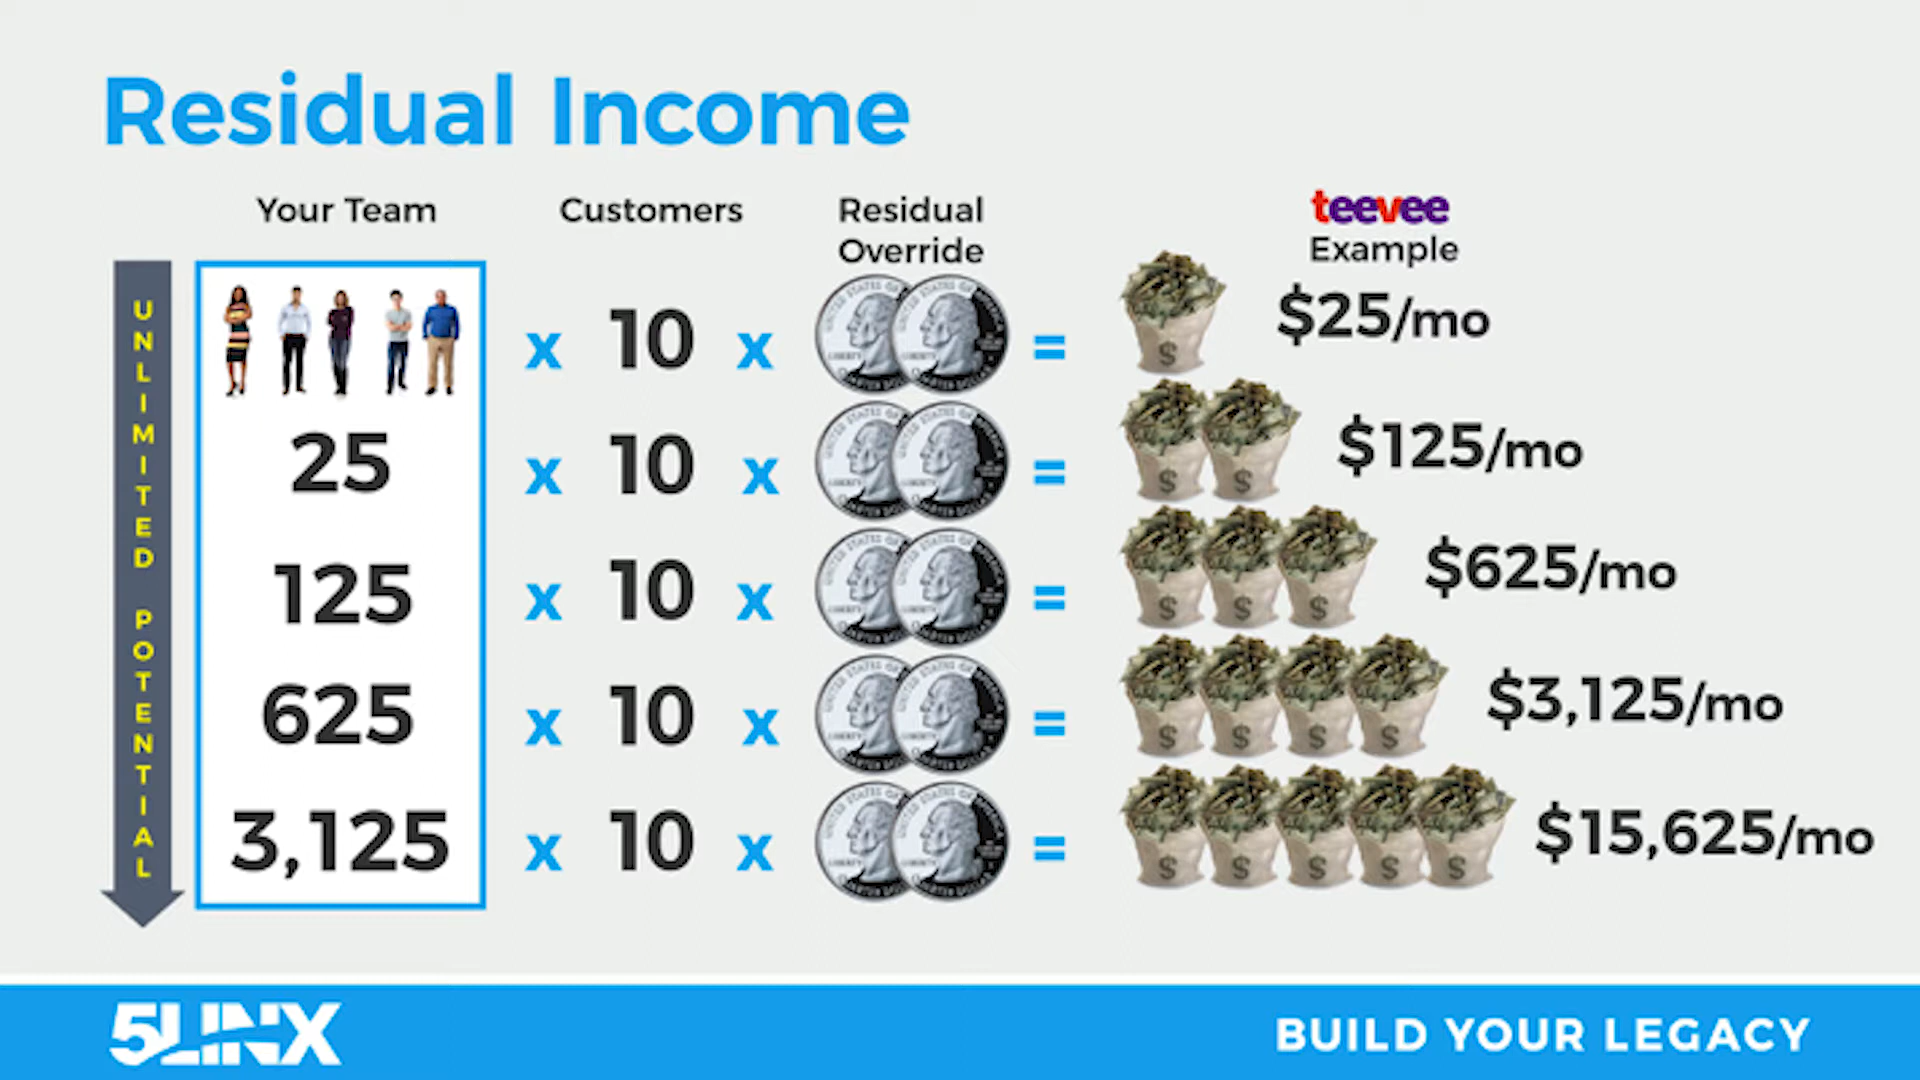 Residual Income
Your Team
Customers
Residual
Override
teevee
Example
UNLIMITED POTENTIAL
x 10 x = $ $25/mo
25 x 10 x = $ $ $125/mo
125 x 10 x = $ $ $ $625/mo
625 x 10 x = $ $ $ $ $3,125/mo
3,125 x 10 x = $ $ $ $ $ $15,625/mo
5LINX
BUILD YOUR LEGACY